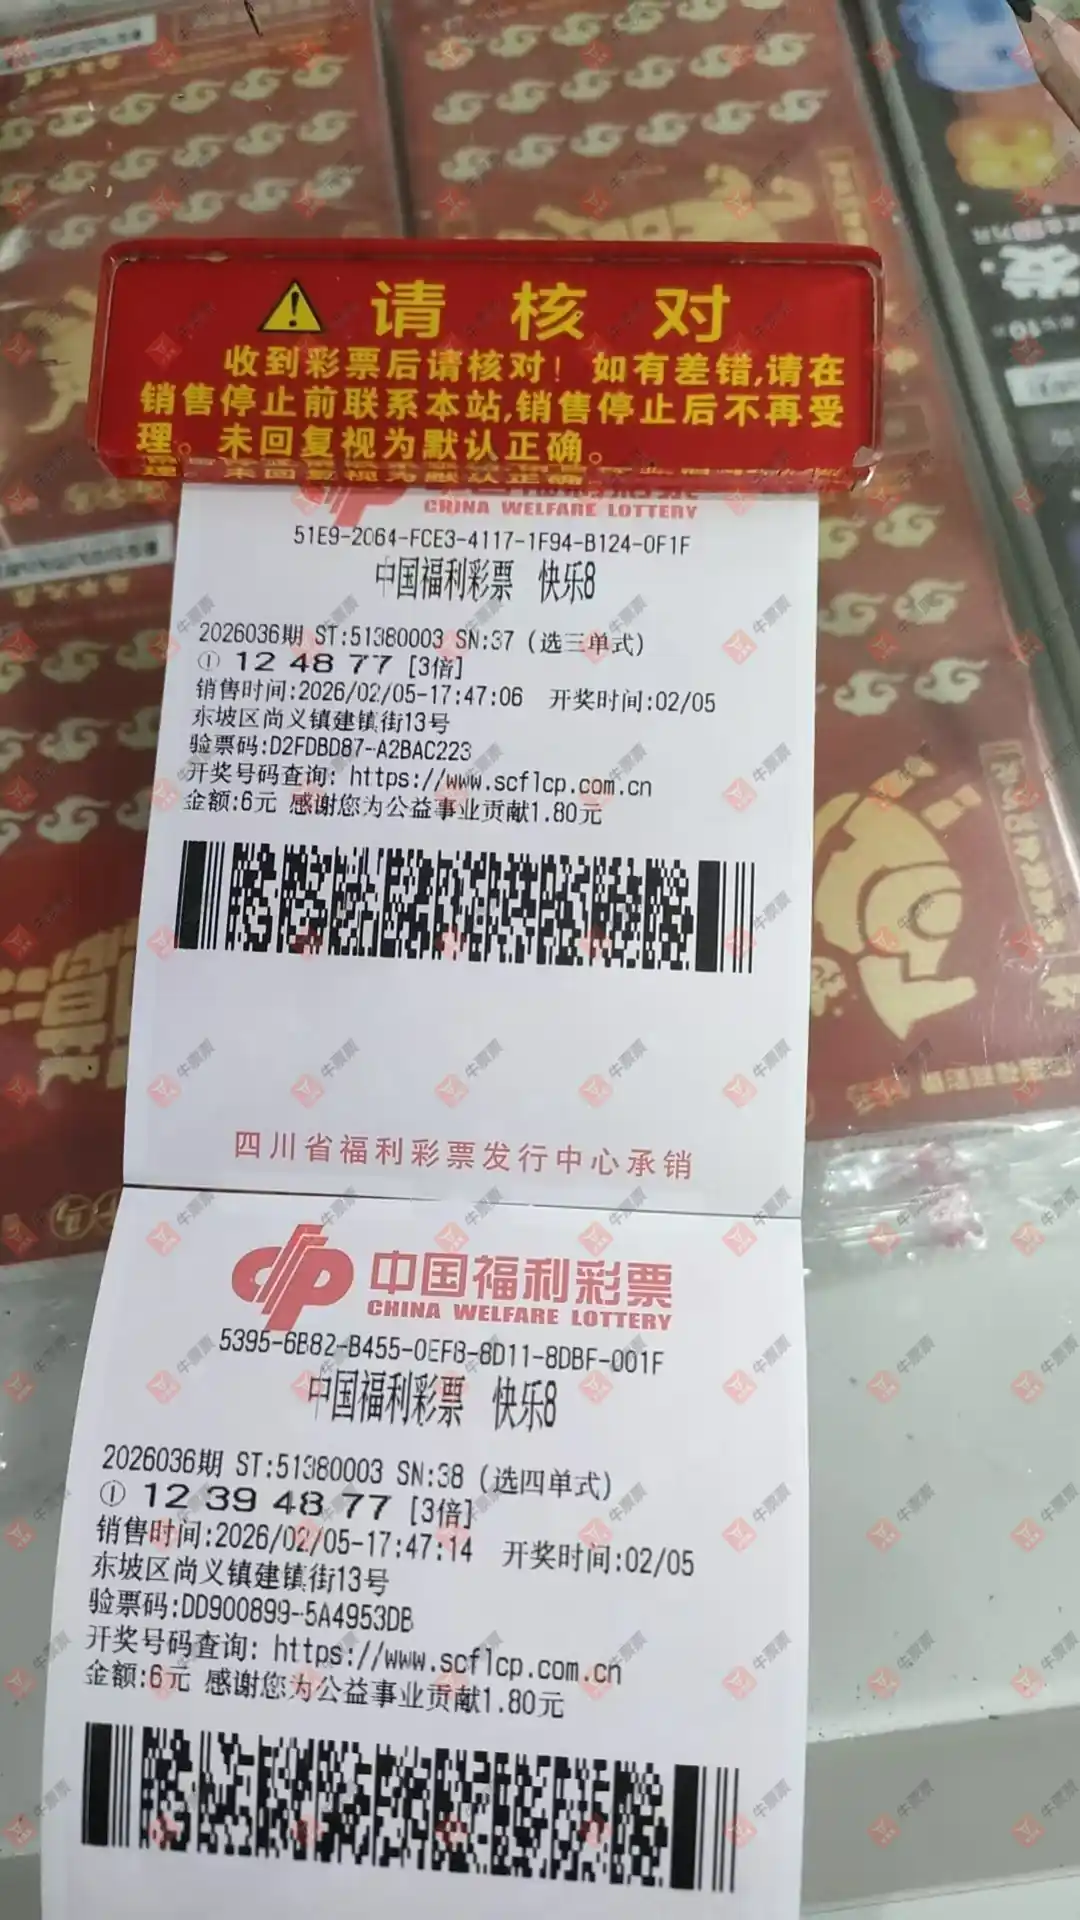 请 核 对
收到彩票后请核对！如有差错,请在
销售停止前联系本站,销售停止后不再受
理。未回复视为默认正确。
CHINA WELFARE LOTTERY
51E9-2064-FCE3-4117-1F94-B124-0F1F
中国福利彩票 快乐8
2026036期 ST:51380003 SN:37 (选三单式)
① 12 48 77 [3倍]
销售时间:2026/02/05-17:47:06 开奖时间:02/05
东坡区尚义镇建镇街13号
验票码:D2FDBD87-A2BAC223
开奖号码查询: https://www.scflcp.com.cn
金额:6元 感谢您为公益事业贡献1.80元
四川省福利彩票发行中心承销
中国福利彩票
CHINA WELFARE LOTTERY
5395-6B82-B455-0EF8-8D11-8DBF-001F
中国福利彩票 快乐8
2026036期 ST:51380003 SN:38 (选四单式)
① 12 39 48 77 [3倍]
销售时间:2026/02/05-17:47:14 开奖时间:02/05
东坡区尚义镇建镇街13号
验票码:DD900899-5A4953DB
开奖号码查询: https://www.scflcp.com.cn
金额:6元 感谢您为公益事业贡献1.80元
牛票票